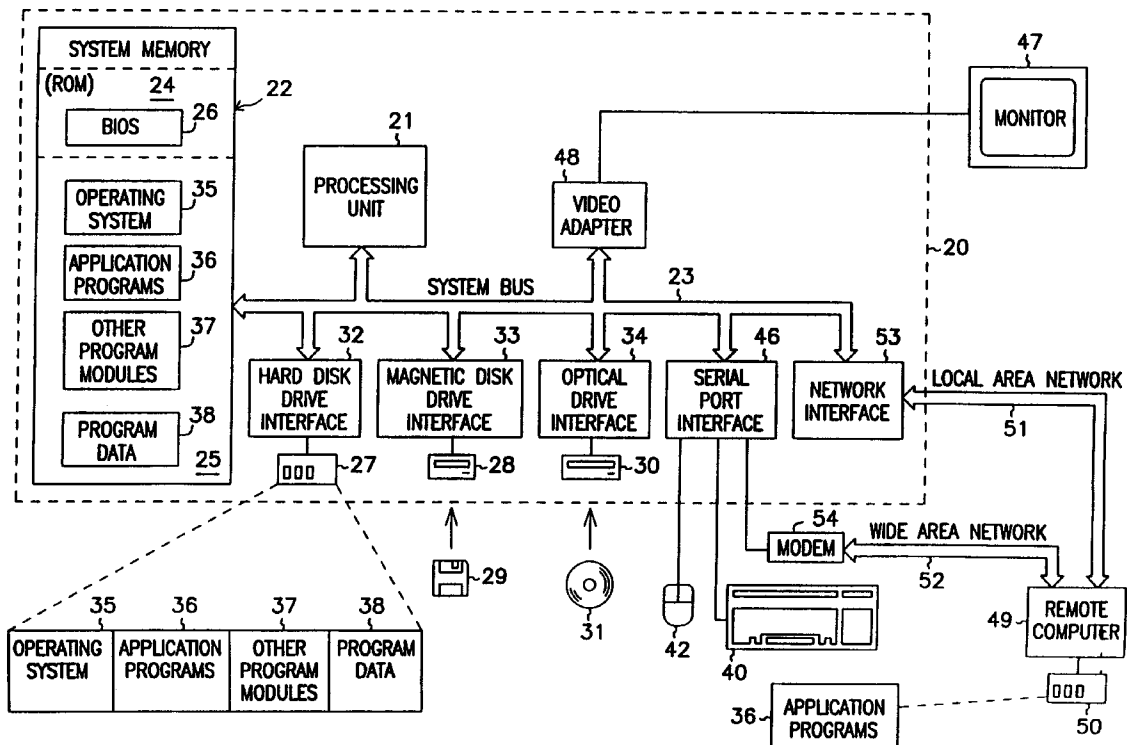 SYSTEM MEMORY
(ROM) 24
22
BIOS
26
OPERATING
SYSTEM
35
APPLICATION
PROGRAMS
36
OTHER
PROGRAM
MODULES
37
PROGRAM
DATA
38
25
21
PROCESSING
UNIT
48
VIDEO
ADAPTER
47
MONITOR
20
SYSTEM BUS
23
32
HARD DISK
DRIVE
INTERFACE
33
MAGNETIC DISK
DRIVE
INTERFACE
34
OPTICAL
DRIVE
INTERFACE
46
SERIAL
PORT
INTERFACE
53
NETWORK
INTERFACE
LOCAL AREA NETWORK
51
27
28
30
29
31
42
40
54
MODEM
WIDE AREA NETWORK
52
49
REMOTE
COMPUTER
50
36
APPLICATION
PROGRAMS
35
OPERATING
SYSTEM
36
APPLICATION
PROGRAMS
37
OTHER
PROGRAM
MODULES
38
PROGRAM
DATA